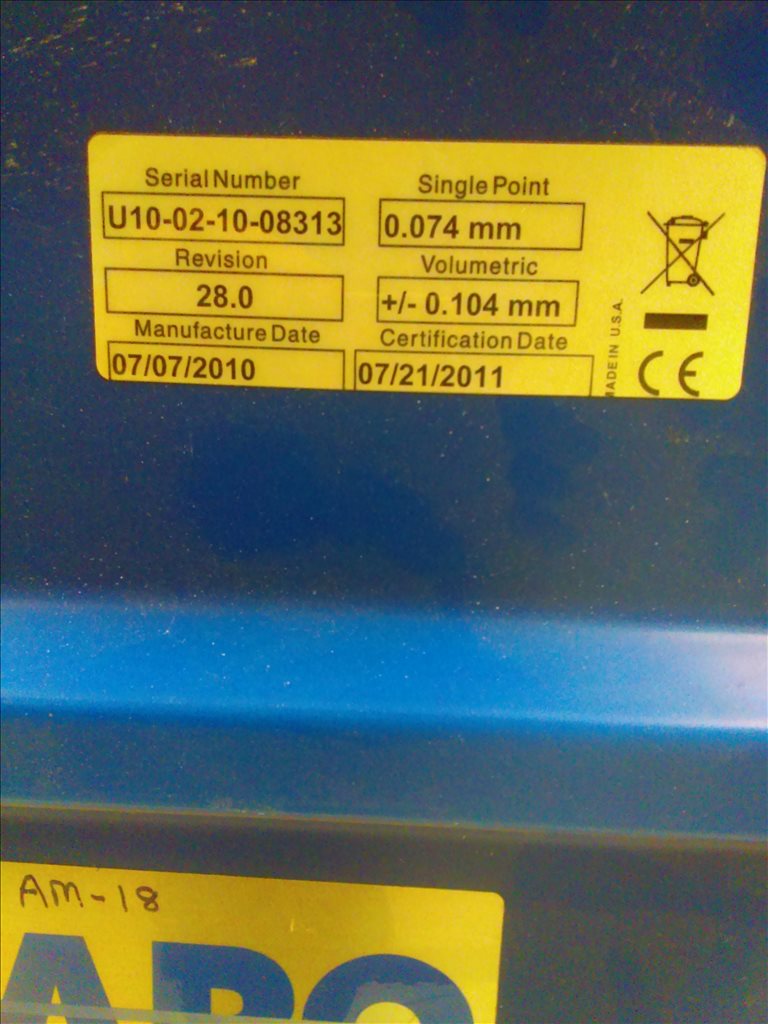 Serial Number
U10-02-10-08313
Revision
28.0
Manufacture Date
07/07/2010
Single Point
0.074 mm
Volumetric
+/- 0.104 mm
Certification Date
07/21/2011
MADE IN U.S.A.
CE
AM-18
ARO